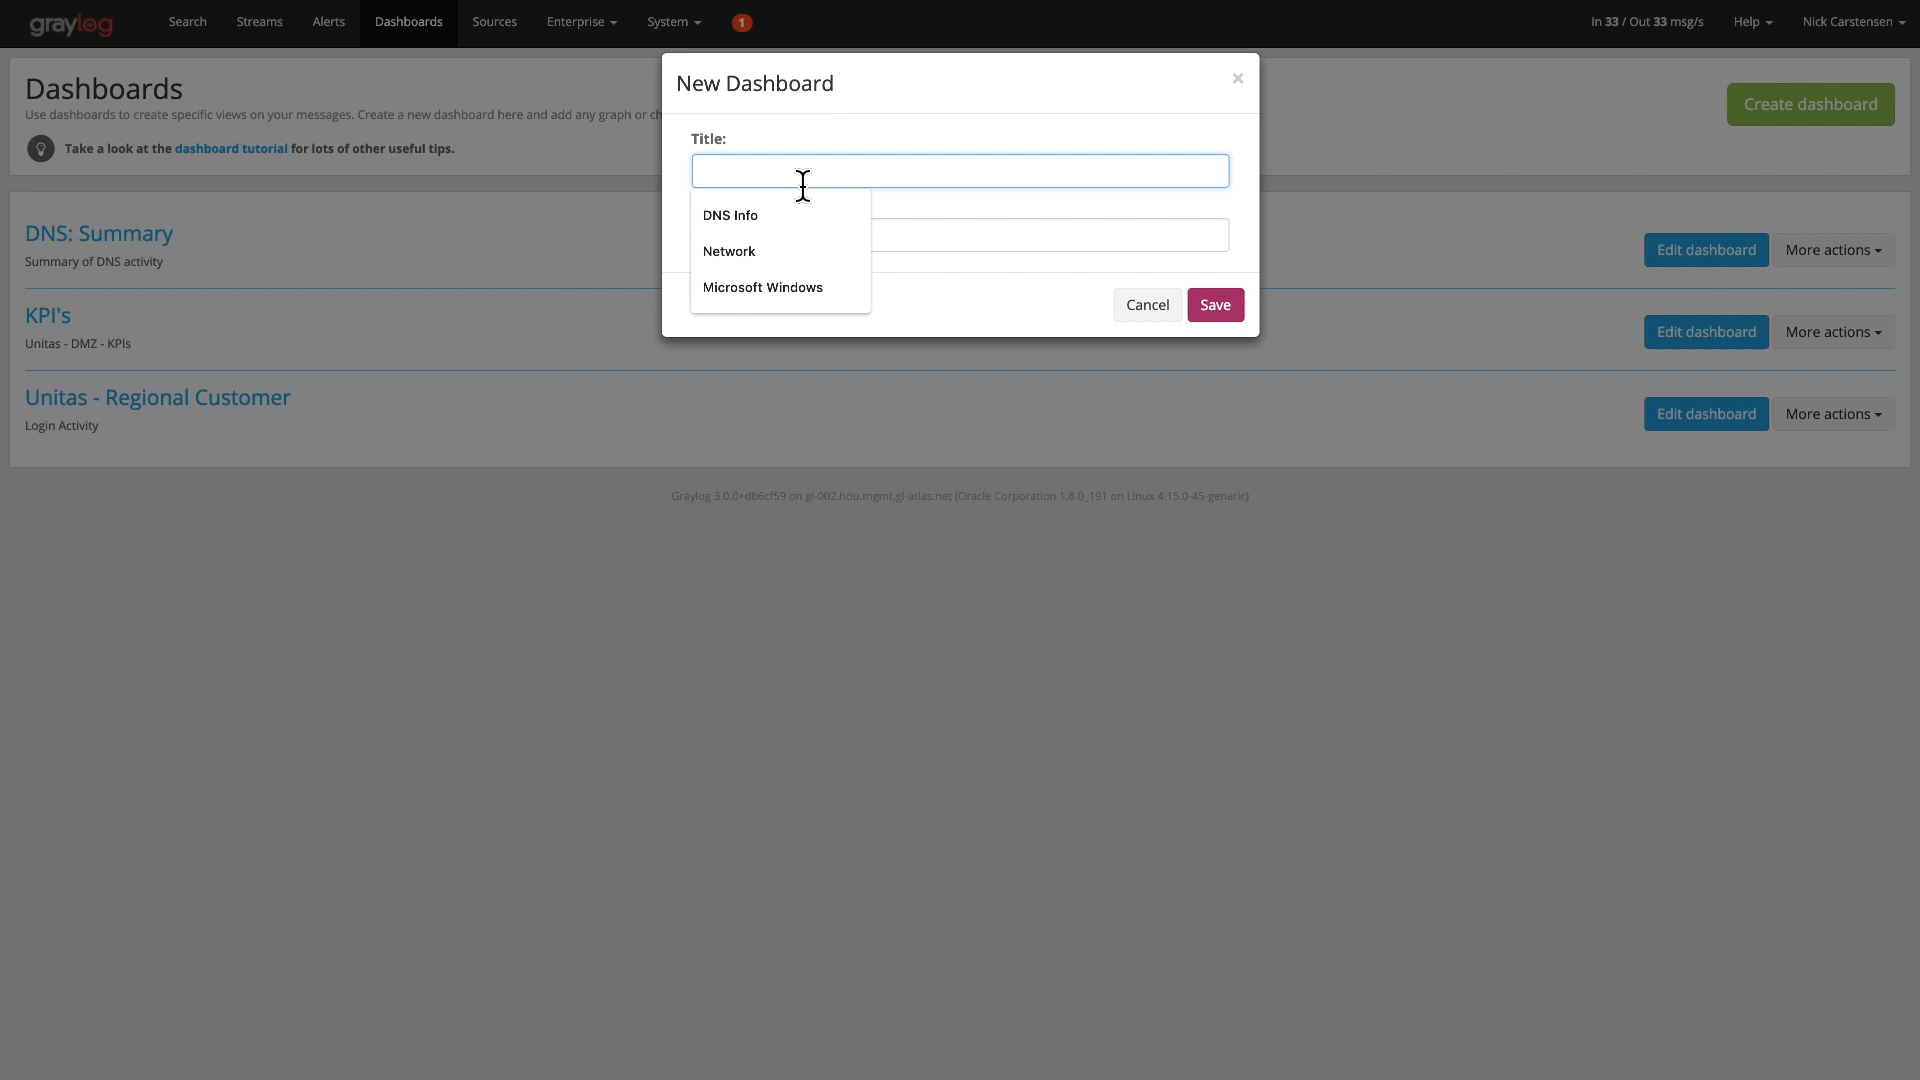 graylog Search Streams Alerts Dashboards Sources Enterprise System 1 In 33 / Out 33 msg/s Help Nick Carstensen
New Dashboard ×
Dashboards
Use dashboards to create specific views on your messages. Create a new dashboard here and add any graph or
Create dashboard
Take a look at the dashboard tutorial for lots of other useful tips.
Title:
DNS Info
Network
Microsoft Windows
Cancel Save
DNS: Summary
Summary of DNS activity
Edit dashboard More actions
KPI's
Unitas - DMZ - KPIs
Edit dashboard More actions
Unitas - Regional Customer
Login Activity
Edit dashboard More actions
Graylog 3.0.0+db6cf59 on gl-002.hou.mgmt.gl-atlas.net (Oracle Corporation 1.8.0_191 on Linux 4.15.0-45-generic)